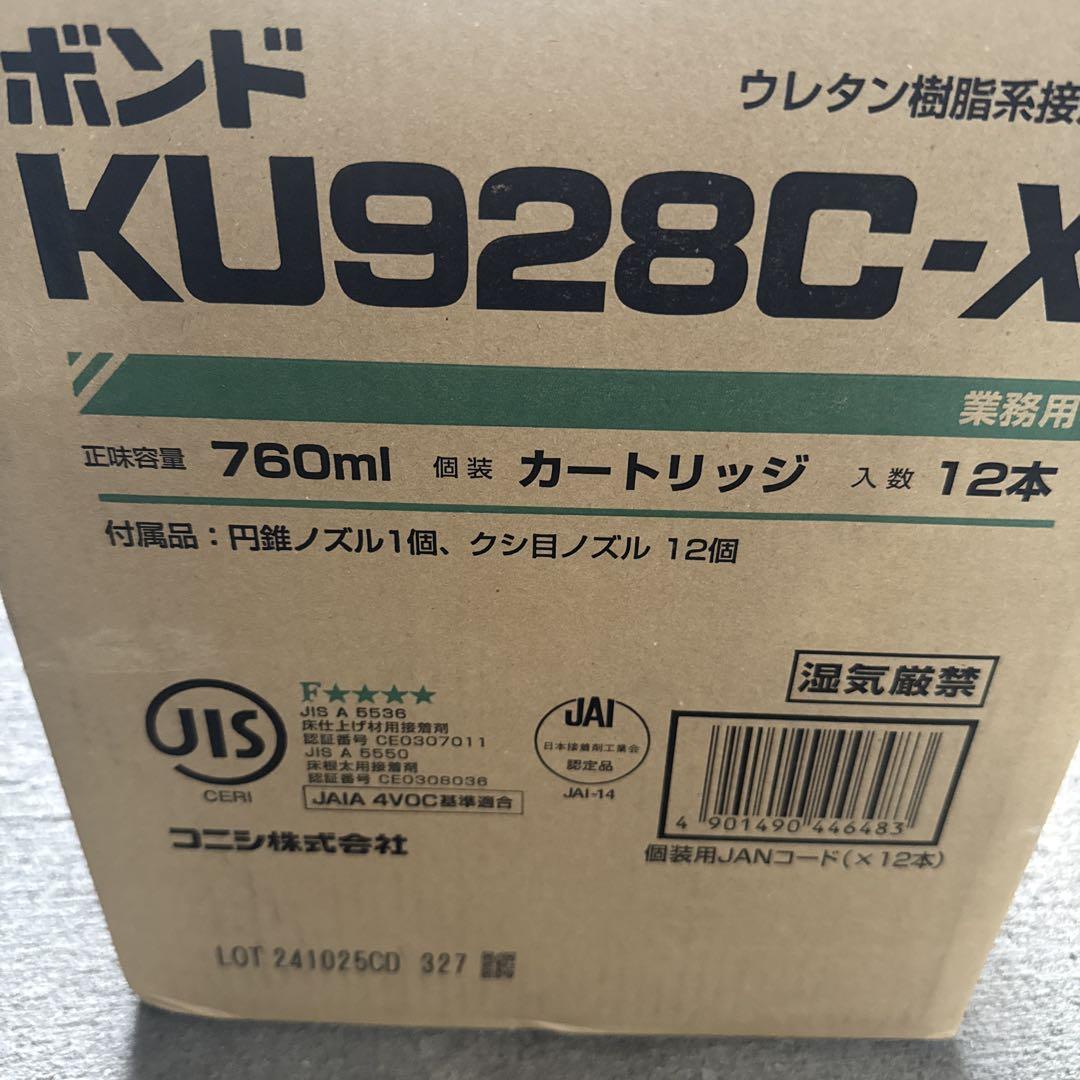 ボンド
ウレタン樹脂系接
KU928C-X
業務用
正味容量 760ml 個装 カートリッジ 入数 12本
付属品：円錐ノズル1個、クシ目ノズル 12個
湿気厳禁
JIS
CERI
F★★★★
JIS A 5536
床仕上げ材用接着剤
認証番号 CE0307011
JIS A 5550
床根太用接着剤
認証番号 CE0308036
JAIA 4VOC基準適合
JAI
日本接着剤工業会
認定品
JAI-14
4 901490 446483
個装用JANコード(×12本)
コニシ株式会社
LOT 241025CD 327